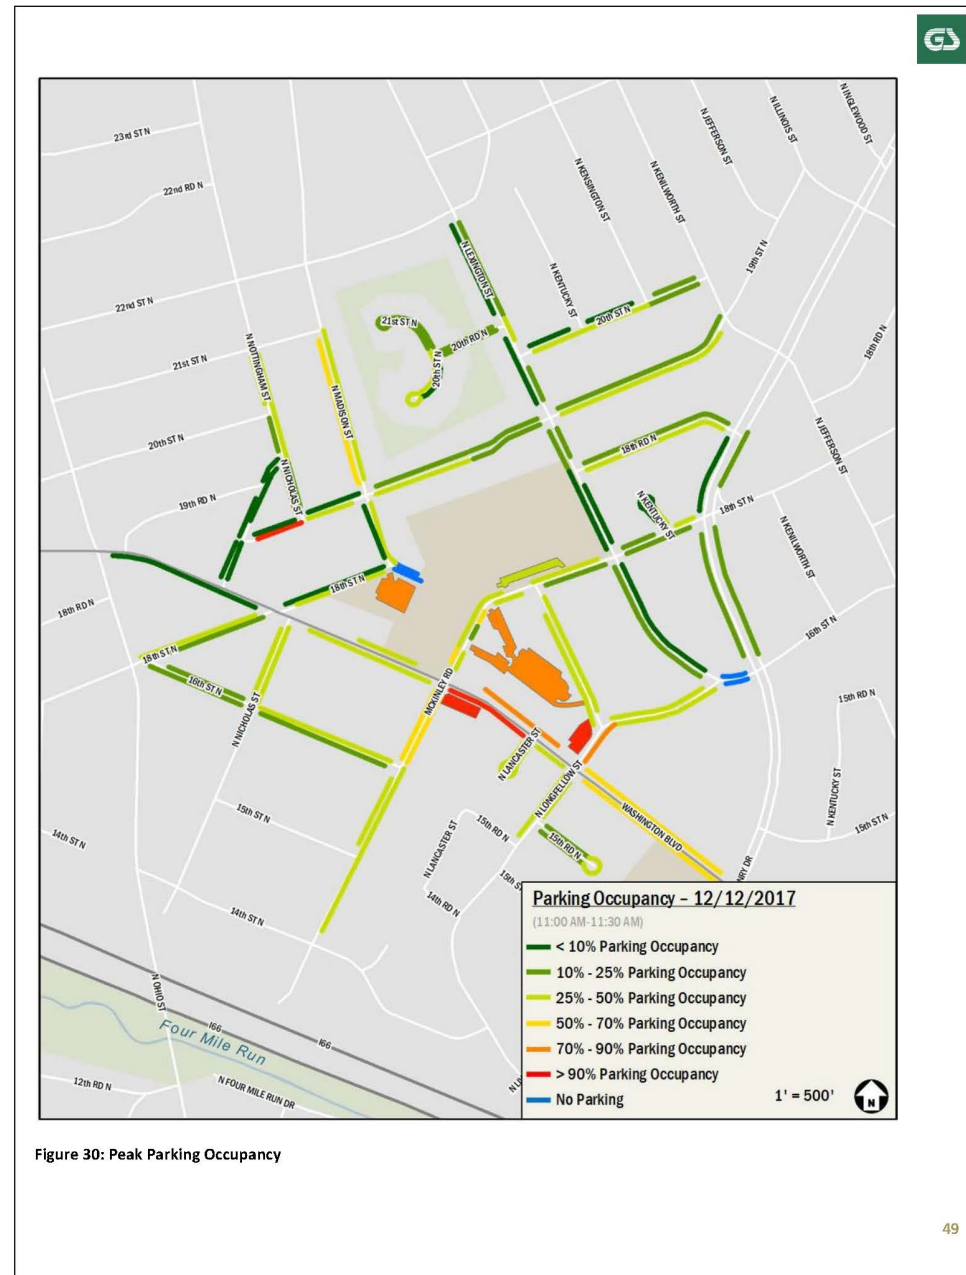 GS
23rd ST N
22nd RD N
22nd ST N
21st ST N
20th ST N
19th RD N
18th RD N
N NOTTINGHAM ST
N MADISON ST
N NICHOLAS ST
N LEXINGTON ST
21st ST N
20th RD N
20th ST N
N KENTUCKY ST
N KENSINGTON ST
N KENILWORTH ST
N JEFFERSON ST
N ILLINOIS ST
N INGLEWOOD ST
19th ST N
20th ST N
18th RD N
18th RD N
N JEFFERSON ST
18th ST N
N KENTUCKY ST
N KENILWORTH ST
16th ST N
18th ST N
18th ST N
16th ST N
N NICHOLAS ST
MCKINLEY RD
N LANCASTER ST
N LONGFELLOW ST
WASHINGTON BLVD
15th RD N
N KENTUCKY ST
15th ST N
15th ST N
14th ST N
N LANCASTER ST
15th RD N
15th RD N
15th S
14th RD N
14th ST N
NRY DR
N OHIO ST
I66
I66
Four Mile Run
12th RD N
N FOUR MILE RUN DR
Parking Occupancy – 12/12/2017
(11:00 AM-11:30 AM)
< 10% Parking Occupancy
10% - 25% Parking Occupancy
25% - 50% Parking Occupancy
50% - 70% Parking Occupancy
70% - 90% Parking Occupancy
> 90% Parking Occupancy
No Parking
1' = 500'
N
Figure 30: Peak Parking Occupancy
49